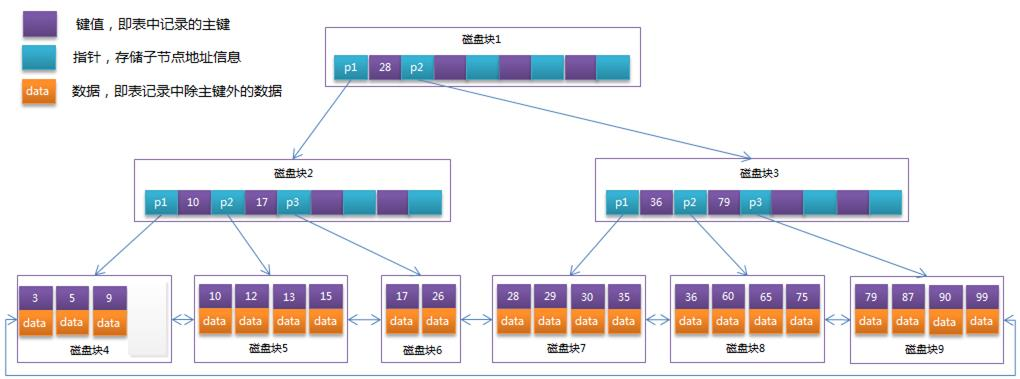 键值，即表中记录的主键
指针，存储子节点地址信息
data 数据，即表记录中除主键外的数据
磁盘块1
p1 28 p2
磁盘块2
p1 10 p2 17 p3
磁盘块3
p1 36 p2 79 p3
3 5 9
data data data
磁盘块4
10 12 13 15
data data data data
磁盘块5
17 26
data data
磁盘块6
28 29 30 35
data data data data
磁盘块7
36 60 65 75
data data data data
磁盘块8
79 87 90 99
data data data data
磁盘块9